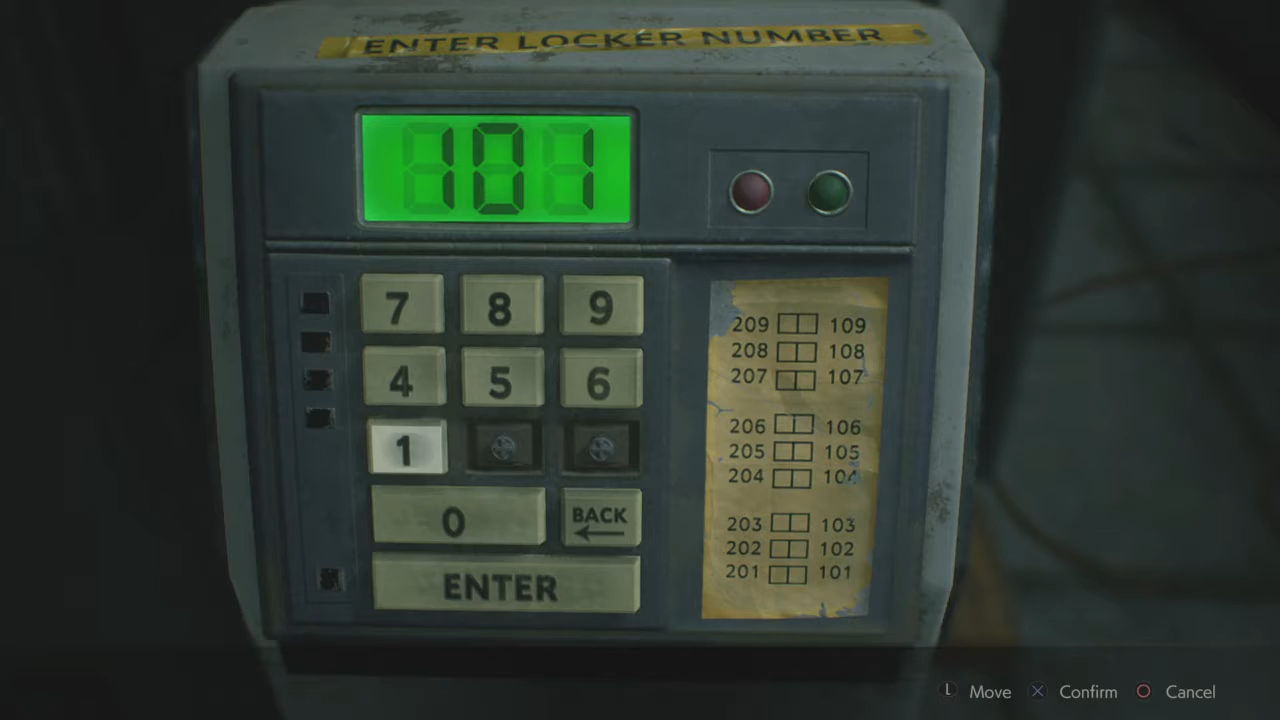 ENTER LOCKER NUMBER
101
7 8 9
4 5 6
1
0 BACK
ENTER
209 109
208 108
207 107
206 106
205 105
204 104
203 103
202 102
201 101
L Move X Confirm O Cancel